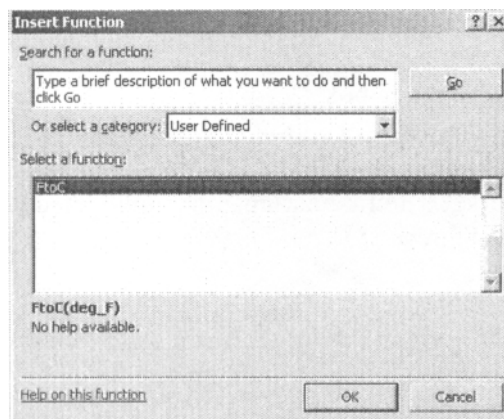 Insert Function
? ×
Search for a function:
Type a brief description of what you want to do and then
click Go
Go
Or select a category: User Defined
Select a function:
FtoC
FtoC(deg_F)
No help available.
Help on this function
OK
Cancel